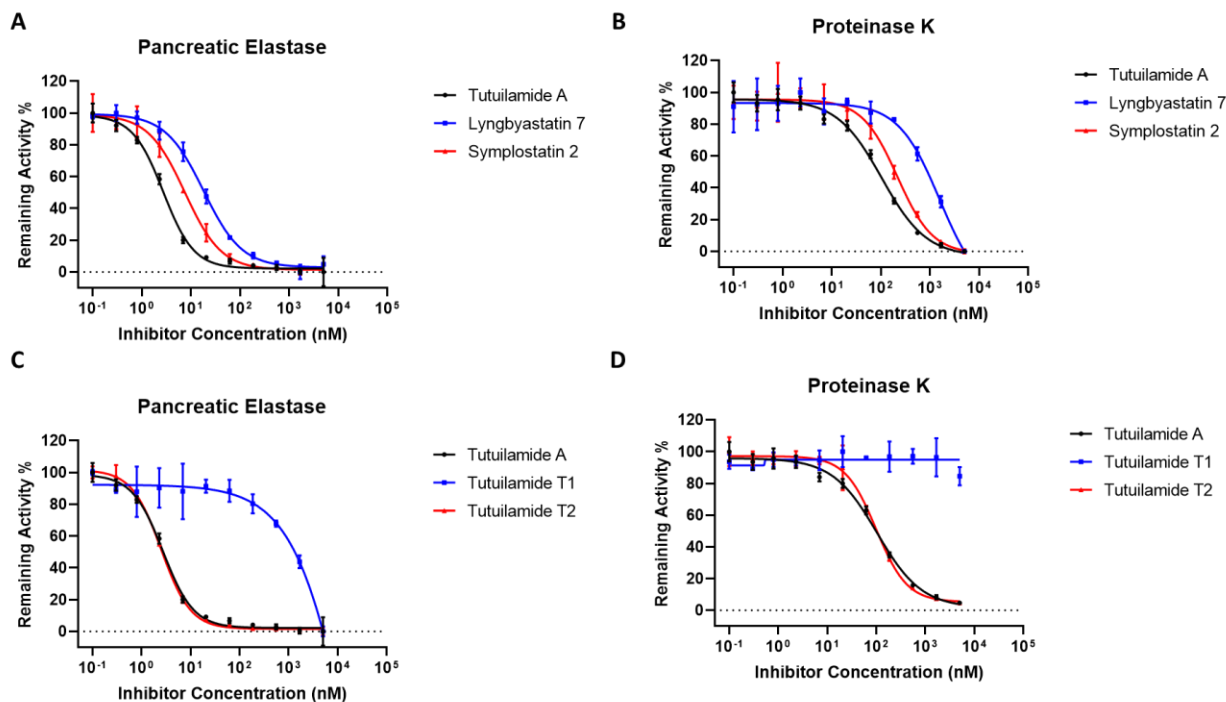 A
Pancreatic Elastase
Remaining Activity %
120
100
80
60
40
20
0
10⁻¹ 10⁰ 10¹ 10² 10³ 10⁴ 10⁵
Inhibitor Concentration (nM)
Tutuilamide A
Lyngbyastatin 7
Symplostatin 2
B
Proteinase K
Remaining Activity %
120
100
80
60
40
20
0
10⁻¹ 10⁰ 10¹ 10² 10³ 10⁴ 10⁵
Inhibitor Concentration (nM)
Tutuilamide A
Lyngbyastatin 7
Symplostatin 2
C
Pancreatic Elastase
Remaining Activity %
120
100
80
60
40
20
0
10⁻¹ 10⁰ 10¹ 10² 10³ 10⁴ 10⁵
Inhibitor Concentration (nM)
Tutuilamide A
Tutuilamide T1
Tutuilamide T2
D
Proteinase K
Remaining Activity %
120
100
80
60
40
20
0
10⁻¹ 10⁰ 10¹ 10² 10³ 10⁴ 10⁵
Inhibitor Concentration (nM)
Tutuilamide A
Tutuilamide T1
Tutuilamide T2